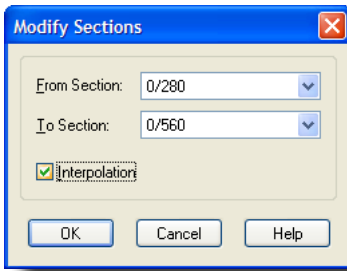 Modify Sections
From Section: 0/280
To Section: 0/560
Interpolation
OK Cancel Help